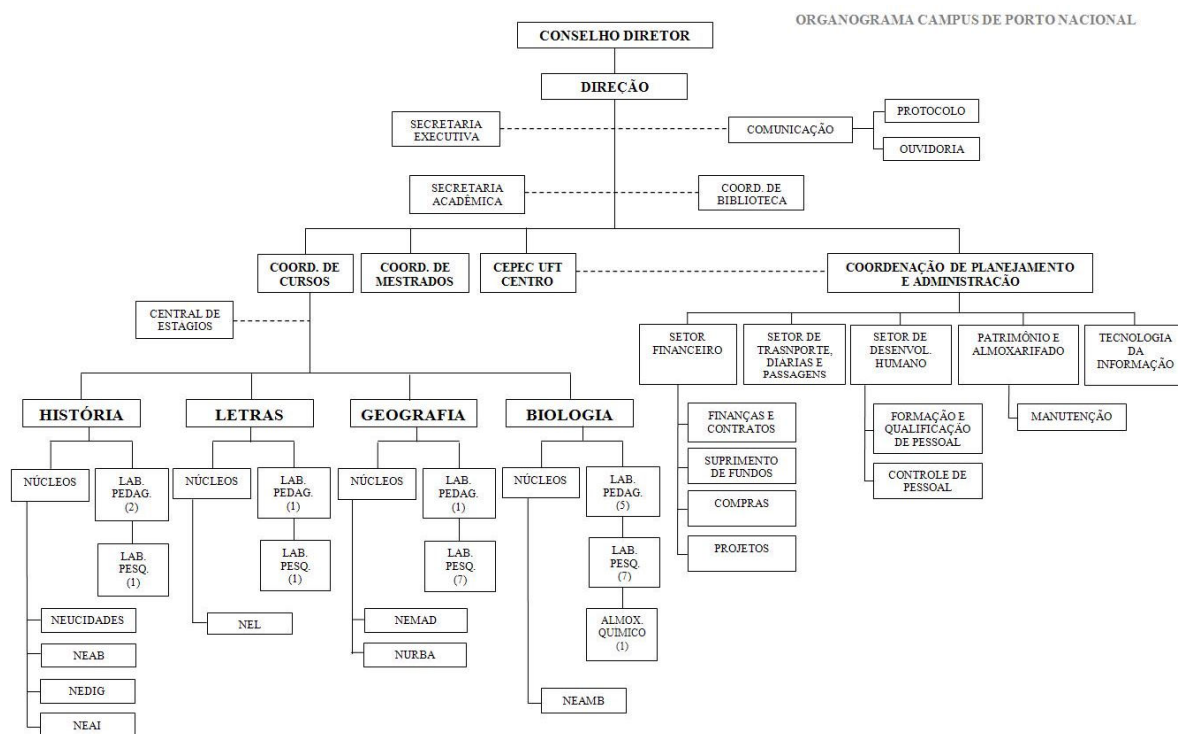 ORGANOGRAMA CAMPUS DE PORTO NACIONAL
CONSELHO DIRETOR
DIREÇÃO
SECRETARIA
EXECUTIVA
COMUNICAÇÃO
PROTOCOLO
OUVIDORIA
SECRETARIA
ACADÊMICA
COORD. DE
BIBLIOTECA
COORD. DE
CURSOS
COORD. DE
MESTRADOS
CEPEC UFT
CENTRO
COORDENAÇÃO DE PLANEJAMENTO
E ADMINISTRAÇÃO
CENTRAL DE
ESTAGIOS
SETOR
FINANCEIRO
SETOR DE
TRASNPORTE,
DIARIAS E
PASSAGENS
SETOR DE
DESENVOL.
HUMANO
PATRIMÔNIO E
ALMOXARIFADO
TECNOLOGIA
DA
INFORMAÇÃO
FINANÇAS E
CONTRATOS
SUPRIMENTO
DE FUNDOS
COMPRAS
PROJETOS
FORMAÇÃO E
QUALIFICAÇÃO
DE PESSOAL
CONTROLE DE
PESSOAL
MANUTENÇÃO
HISTÓRIA
LETRAS
GEOGRAFIA
BIOLOGIA
NÚCLEOS
LAB.
PEDAG.
(2)
LAB.
PESQ.
(1)
NEUCIDADES
NEAB
NEDIG
NEAI
NÚCLEOS
LAB.
PEDAG.
(1)
LAB.
PESQ.
(1)
NEL
NÚCLEOS
LAB.
PEDAG.
(1)
LAB.
PESQ.
(7)
NEMAD
NURBA
NÚCLEOS
LAB.
PEDAG.
(5)
LAB.
PESQ.
(7)
ALMOX.
QUIMICO
(1)
NEAMB